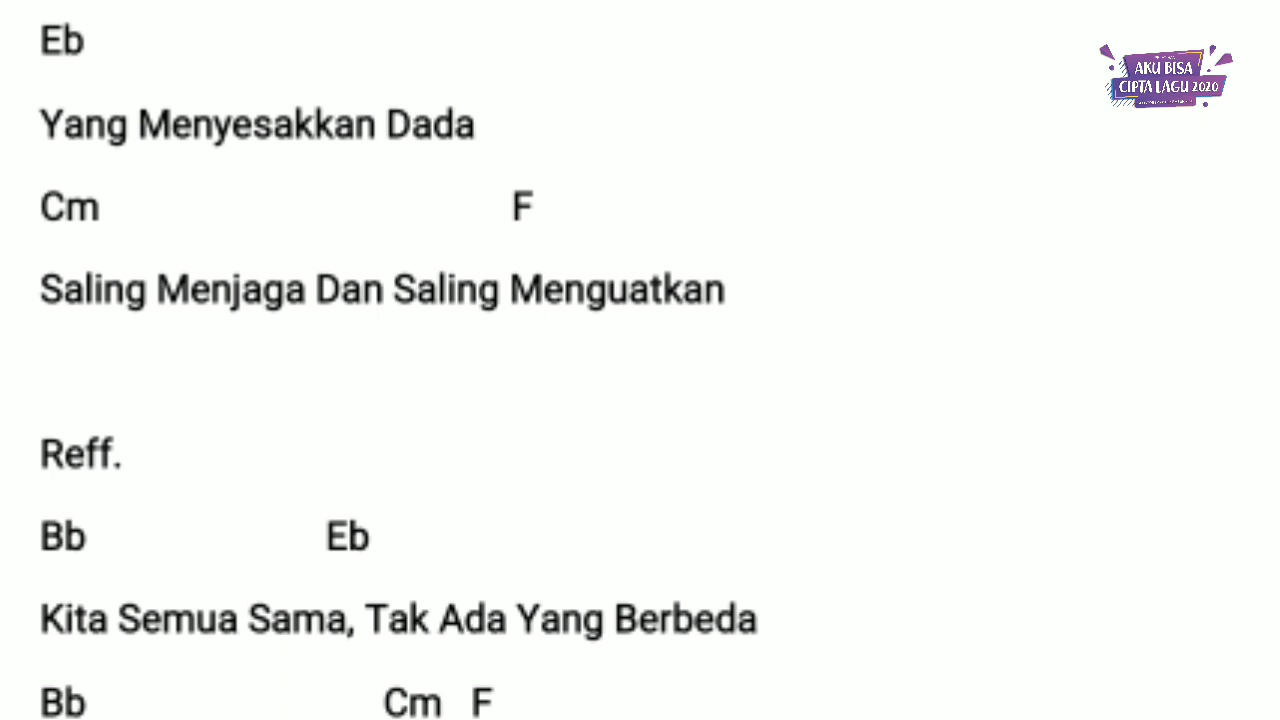 Eb
AKU BISA
CIPTA LAGU 2020
Yang Menyesakkan Dada
Cm F
Saling Menjaga Dan Saling Menguatkan
Reff.
Bb Eb
Kita Semua Sama, Tak Ada Yang Berbeda
Bb Cm F